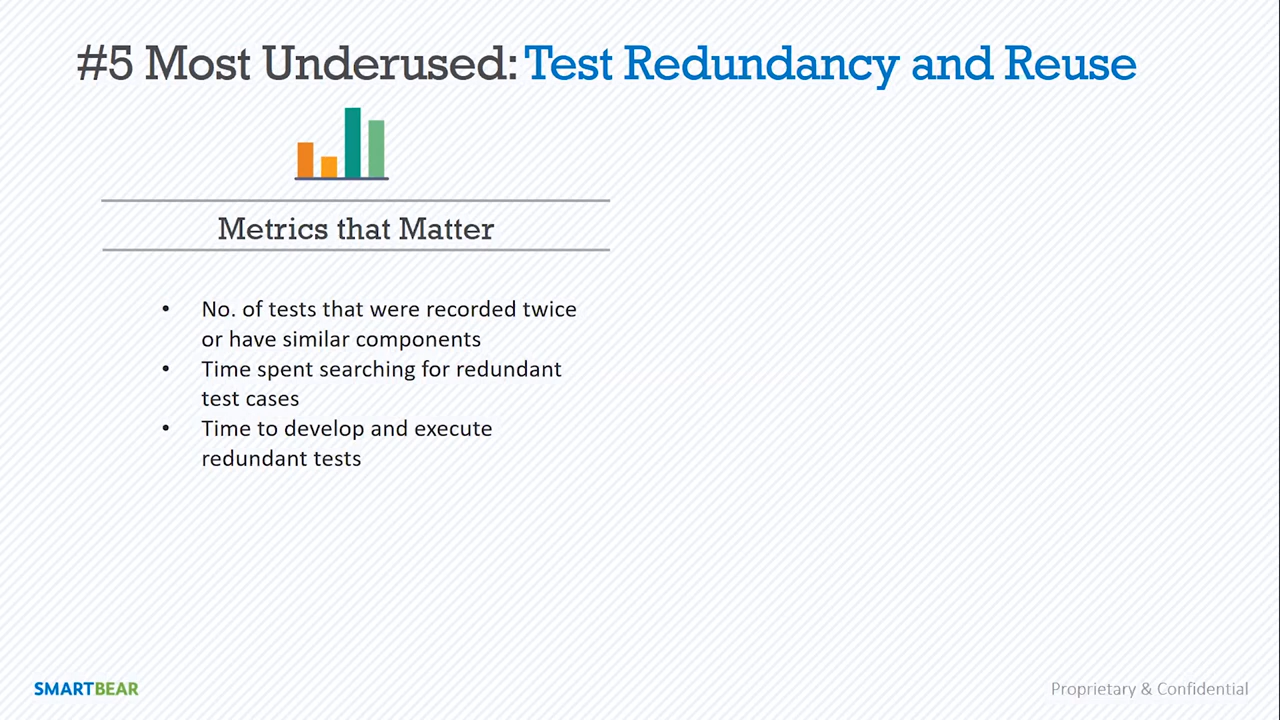 #5 Most Underused: Test Redundancy and Reuse
Metrics that Matter
• No. of tests that were recorded twice
or have similar components
• Time spent searching for redundant
test cases
• Time to develop and execute
redundant tests
SMARTBEAR
Proprietary & Confidential